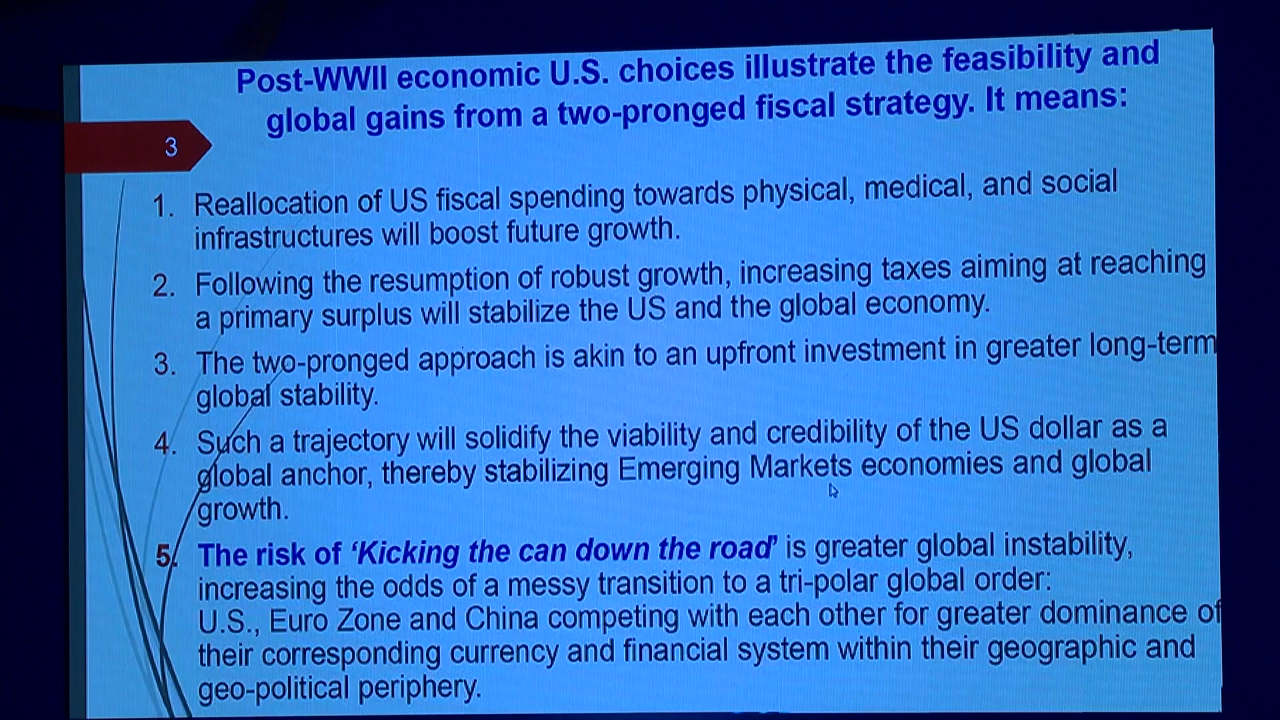 Post-WWII economic U.S. choices illustrate the feasibility and
global gains from a two-pronged fiscal strategy. It means:
3
1. Reallocation of US fiscal spending towards physical, medical, and social
infrastructures will boost future growth.
2. Following the resumption of robust growth, increasing taxes aiming at reaching
a primary surplus will stabilize the US and the global economy.
3. The two-pronged approach is akin to an upfront investment in greater long-term
global stability.
4. Such a trajectory will solidify the viability and credibility of the US dollar as a
global anchor, thereby stabilizing Emerging Markets economies and global
growth.
5. The risk of ‘Kicking the can down the road’ is greater global instability,
increasing the odds of a messy transition to a tri-polar global order:
U.S., Euro Zone and China competing with each other for greater dominance of
their corresponding currency and financial system within their geographic and
geo-political periphery.